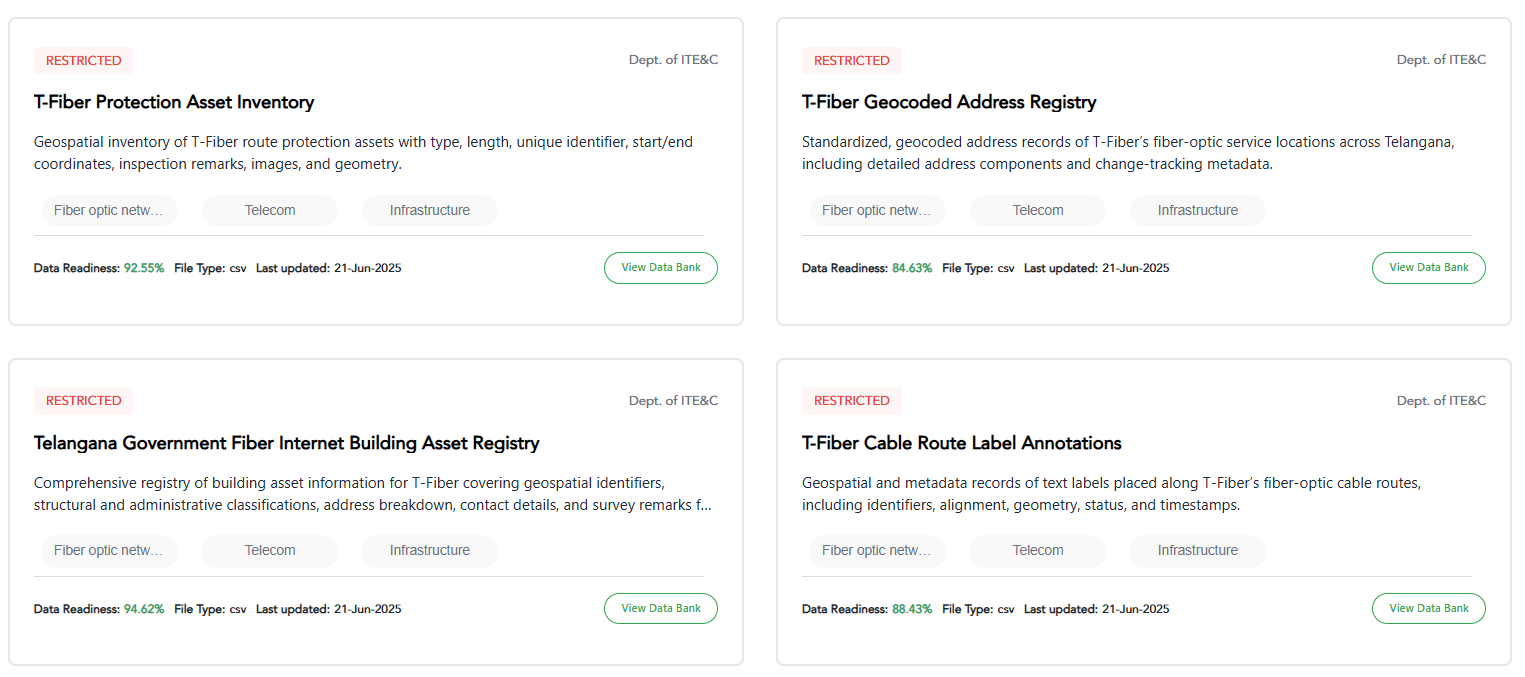 RESTRICTED
Dept. of ITE&C
T-Fiber Protection Asset Inventory
Geospatial inventory of T-Fiber route protection assets with type, length, unique identifier, start/end
coordinates, inspection remarks, images, and geometry.
Fiber optic netw...
Telecom
Infrastructure
Data Readiness: 92.55% File Type: csv Last updated: 21-Jun-2025
View Data Bank
RESTRICTED
Dept. of ITE&C
T-Fiber Geocoded Address Registry
Standardized, geocoded address records of T-Fiber's fiber-optic service locations across Telangana,
including detailed address components and change-tracking metadata.
Fiber optic netw...
Telecom
Infrastructure
Data Readiness: 84.63% File Type: csv Last updated: 21-Jun-2025
View Data Bank
RESTRICTED
Dept. of ITE&C
Telangana Government Fiber Internet Building Asset Registry
Comprehensive registry of building asset information for T-Fiber covering geospatial identifiers,
structural and administrative classifications, address breakdown, contact details, and survey remarks f...
Fiber optic netw...
Telecom
Infrastructure
Data Readiness: 94.62% File Type: csv Last updated: 21-Jun-2025
View Data Bank
RESTRICTED
Dept. of ITE&C
T-Fiber Cable Route Label Annotations
Geospatial and metadata records of text labels placed along T-Fiber's fiber-optic cable routes,
including identifiers, alignment, geometry, status, and timestamps.
Fiber optic netw...
Telecom
Infrastructure
Data Readiness: 88.43% File Type: csv Last updated: 21-Jun-2025
View Data Bank